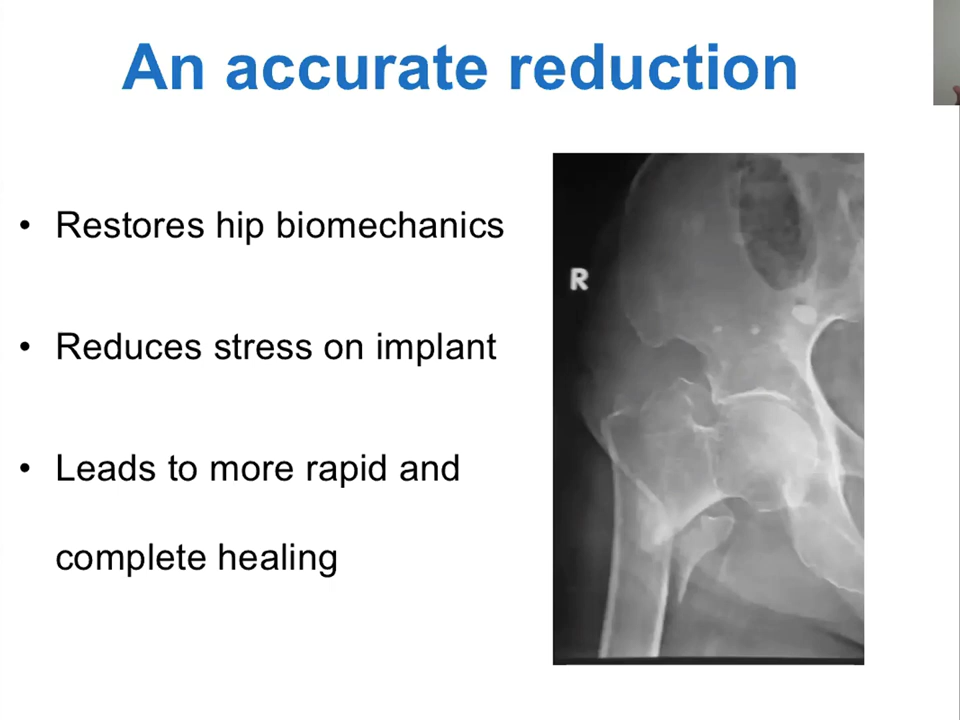 An accurate reduction
• Restores hip biomechanics
R
• Reduces stress on implant
• Leads to more rapid and
complete healing